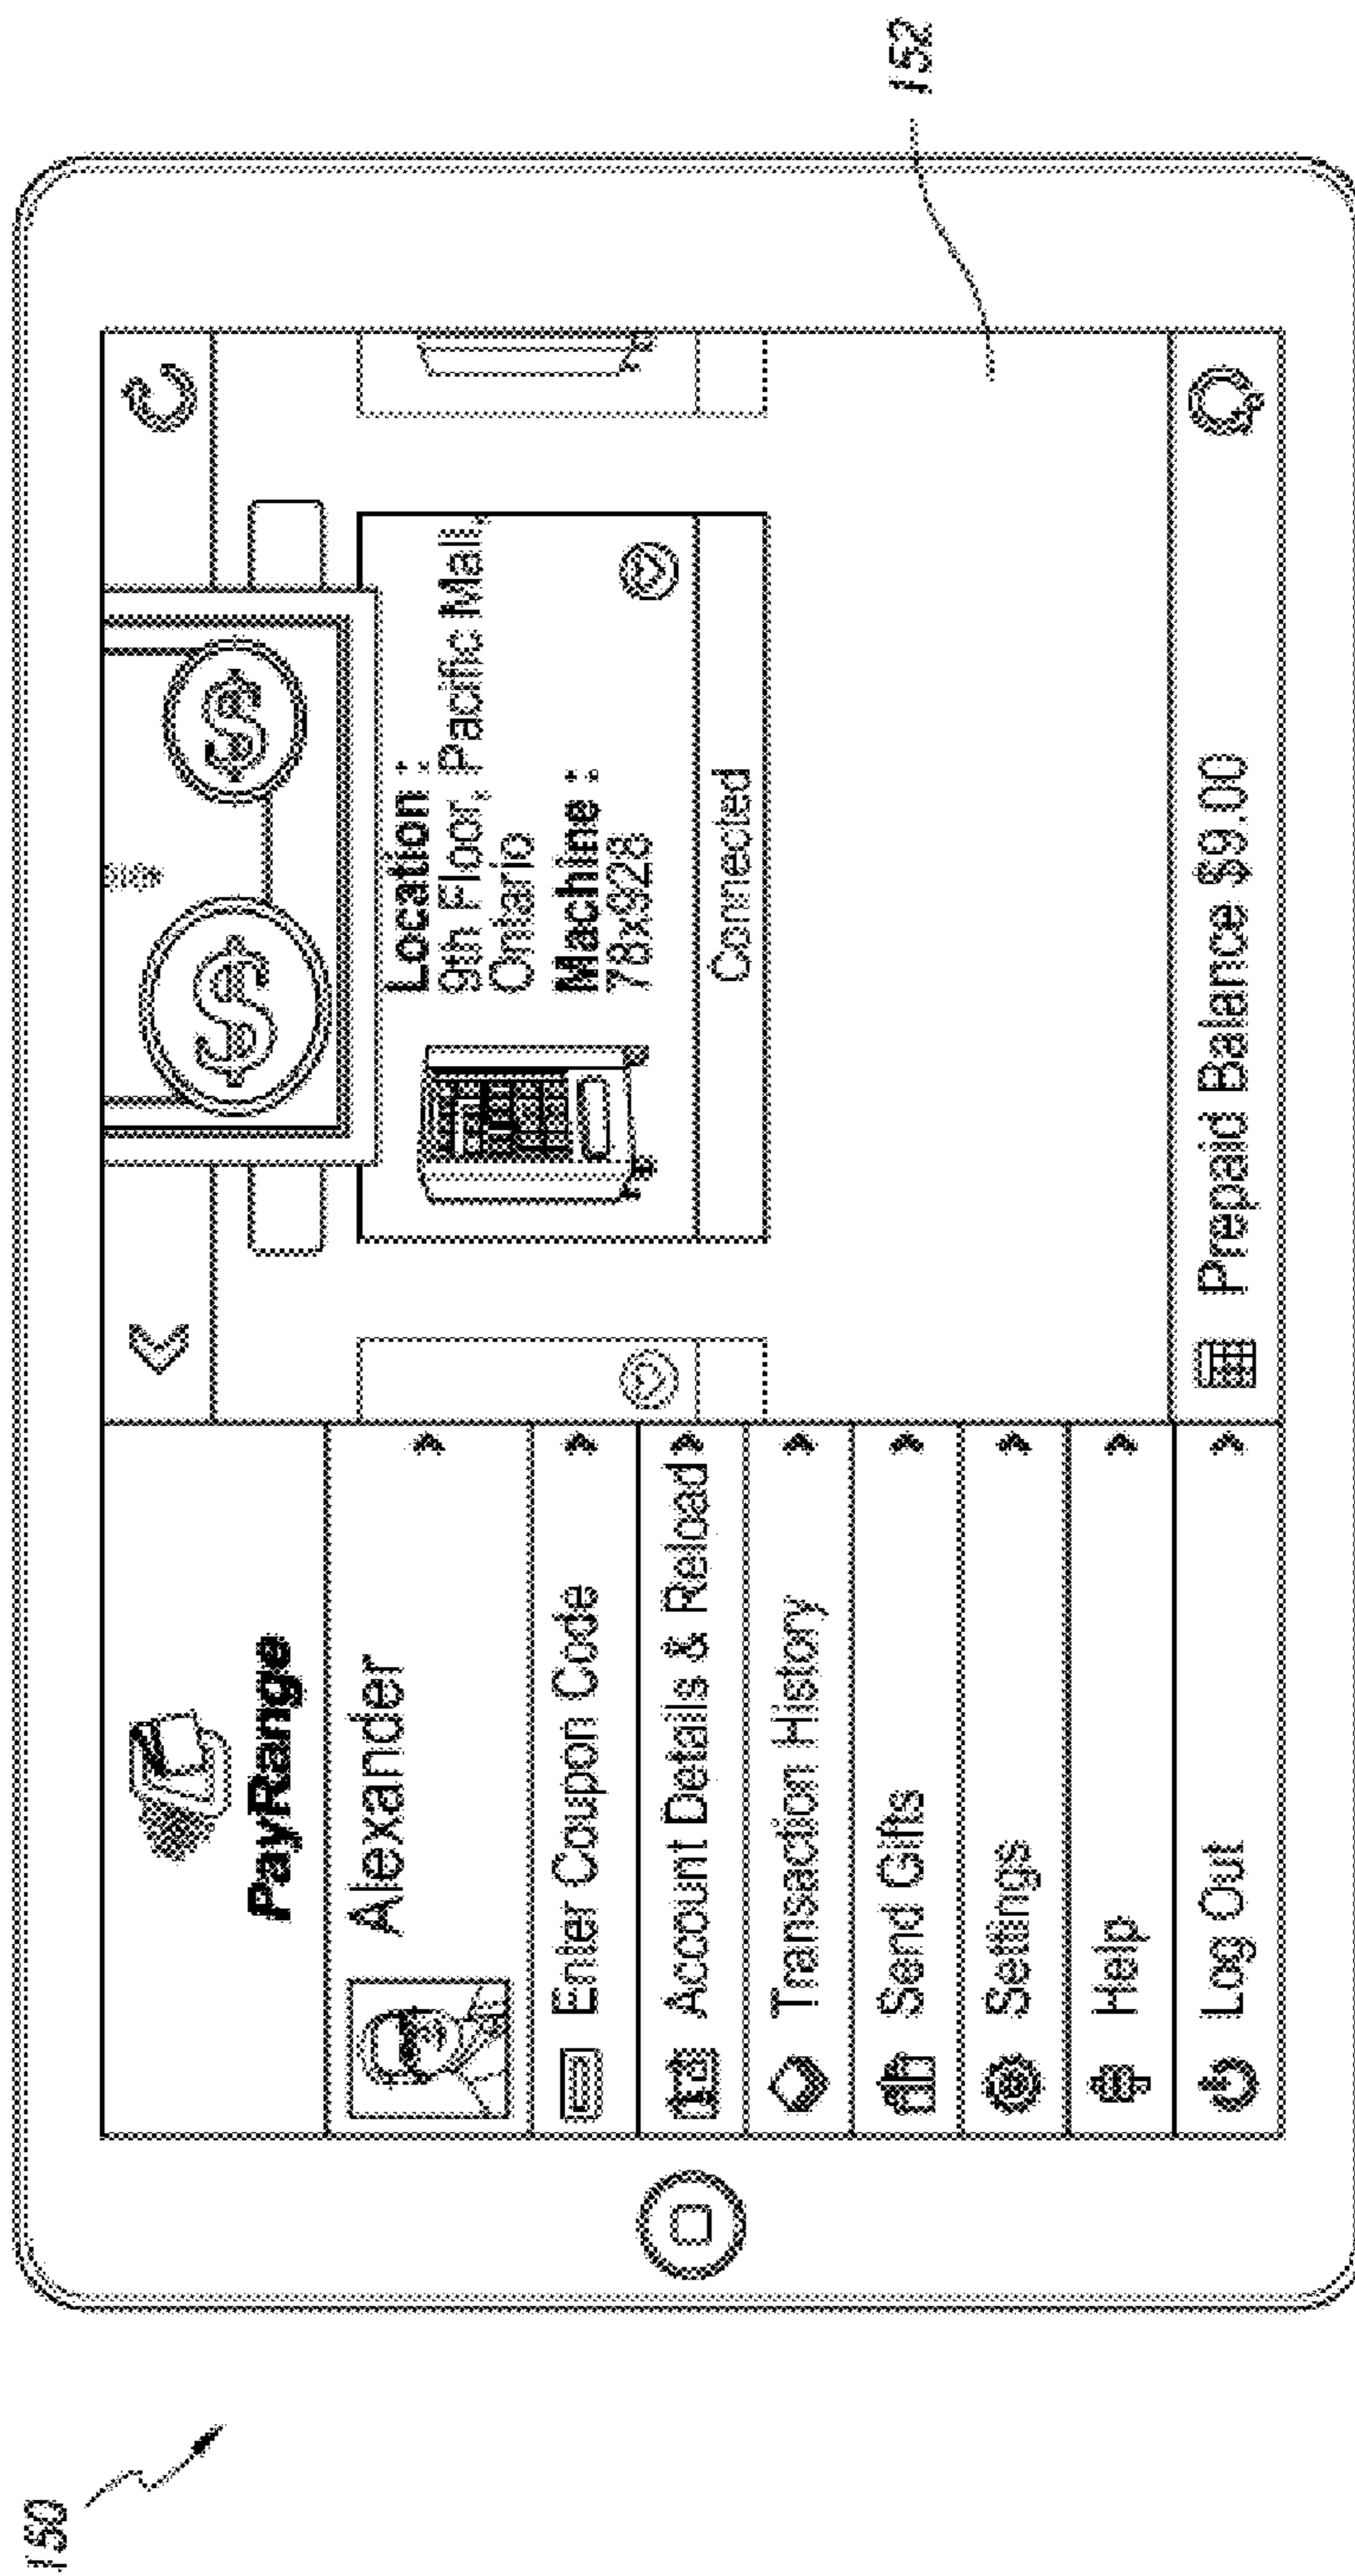 150
PayRange
Alexander
Enter Coupon Code
Account Details & Reload
Transaction History
Send Gifts
Settings
Help
Log Out
$ $
Location :
9th Floor, Pacific Mall,
Ontario
Machine :
78x928
Connected
Prepaid Balance $9.00
152